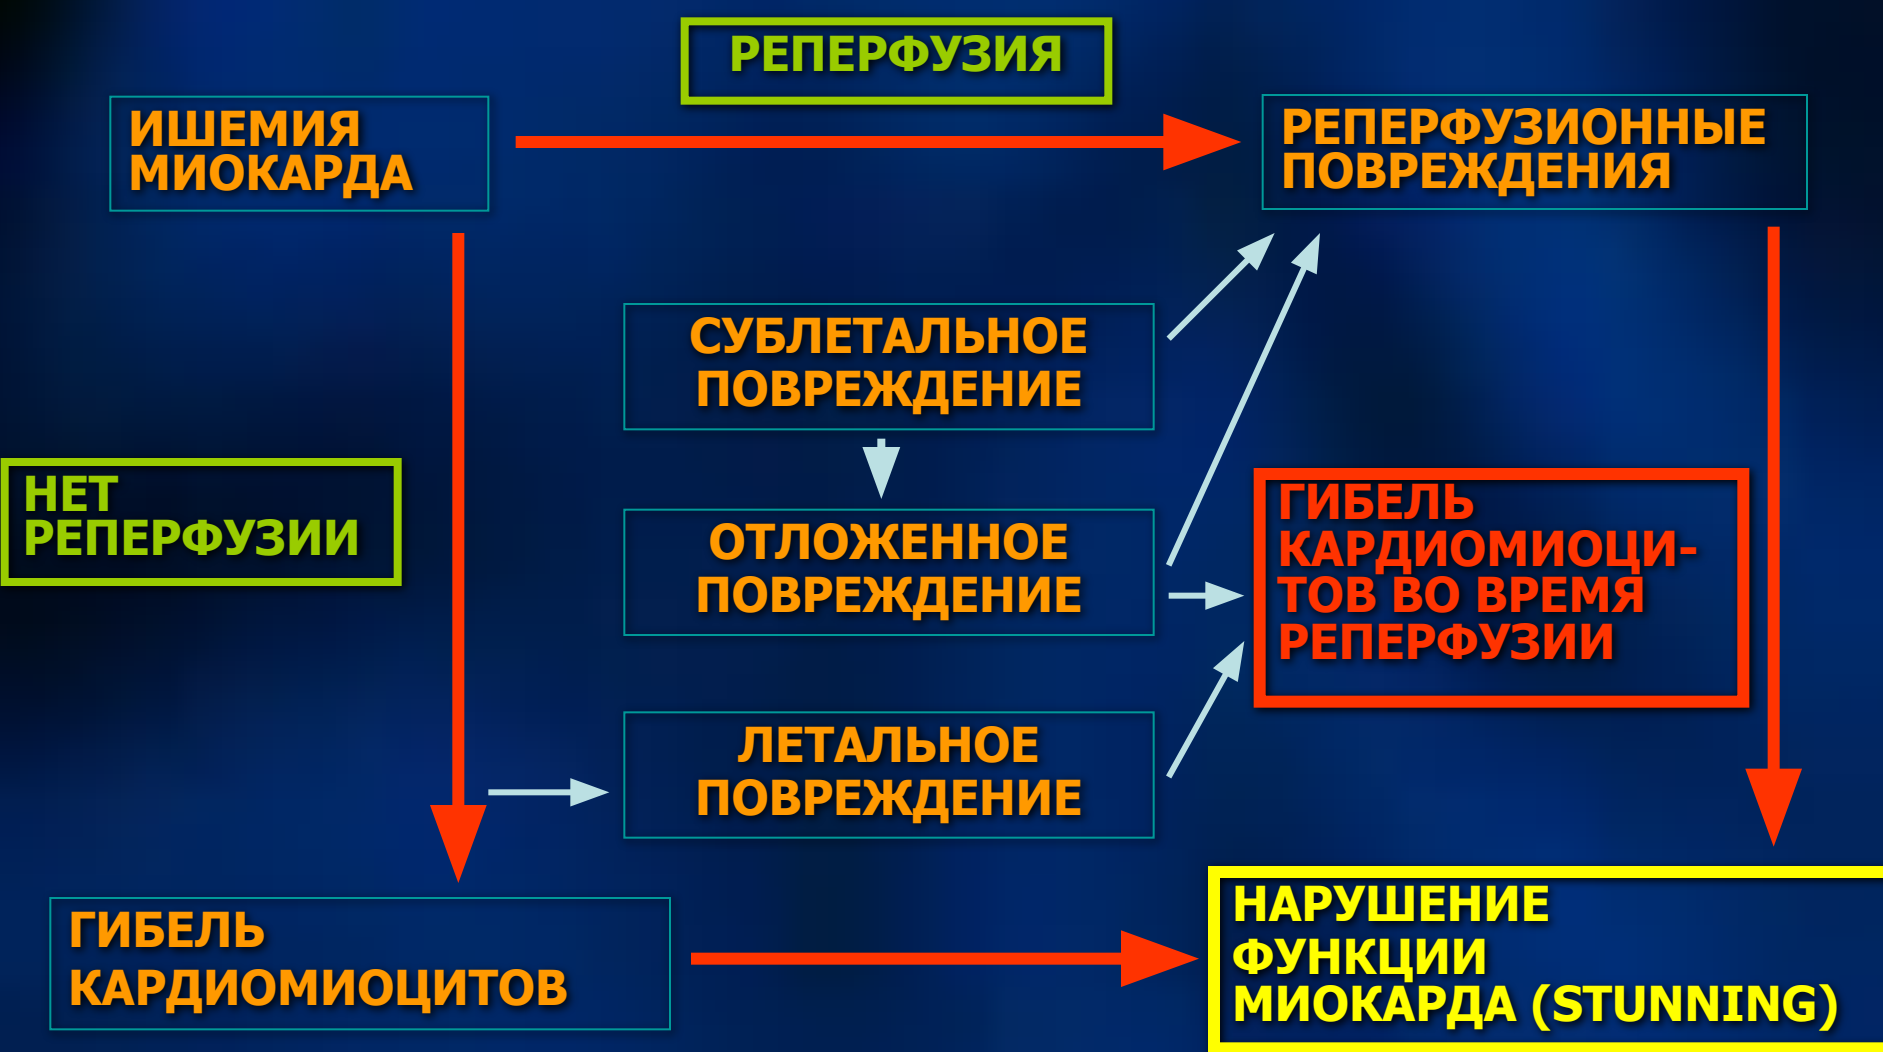 РЕПЕРФУЗИЯ
ИШЕМИЯ
МИОКАРДА
РЕПЕРФУЗИОННЫЕ
ПОВРЕЖДЕНИЯ
СУБЛЕТАЛЬНОЕ
ПОВРЕЖДЕНИЕ
НЕТ
РЕПЕРФУЗИИ
ОТЛОЖЕННОЕ
ПОВРЕЖДЕНИЕ
ГИБЕЛЬ
КАРДИОМИОЦИ-
ТОВ ВО ВРЕМЯ
РЕПЕРФУЗИИ
ЛЕТАЛЬНОЕ
ПОВРЕЖДЕНИЕ
ГИБЕЛЬ
КАРДИОМИОЦИТОВ
НАРУШЕНИЕ
ФУНКЦИИ
МИОКАРДА (STUNNING)